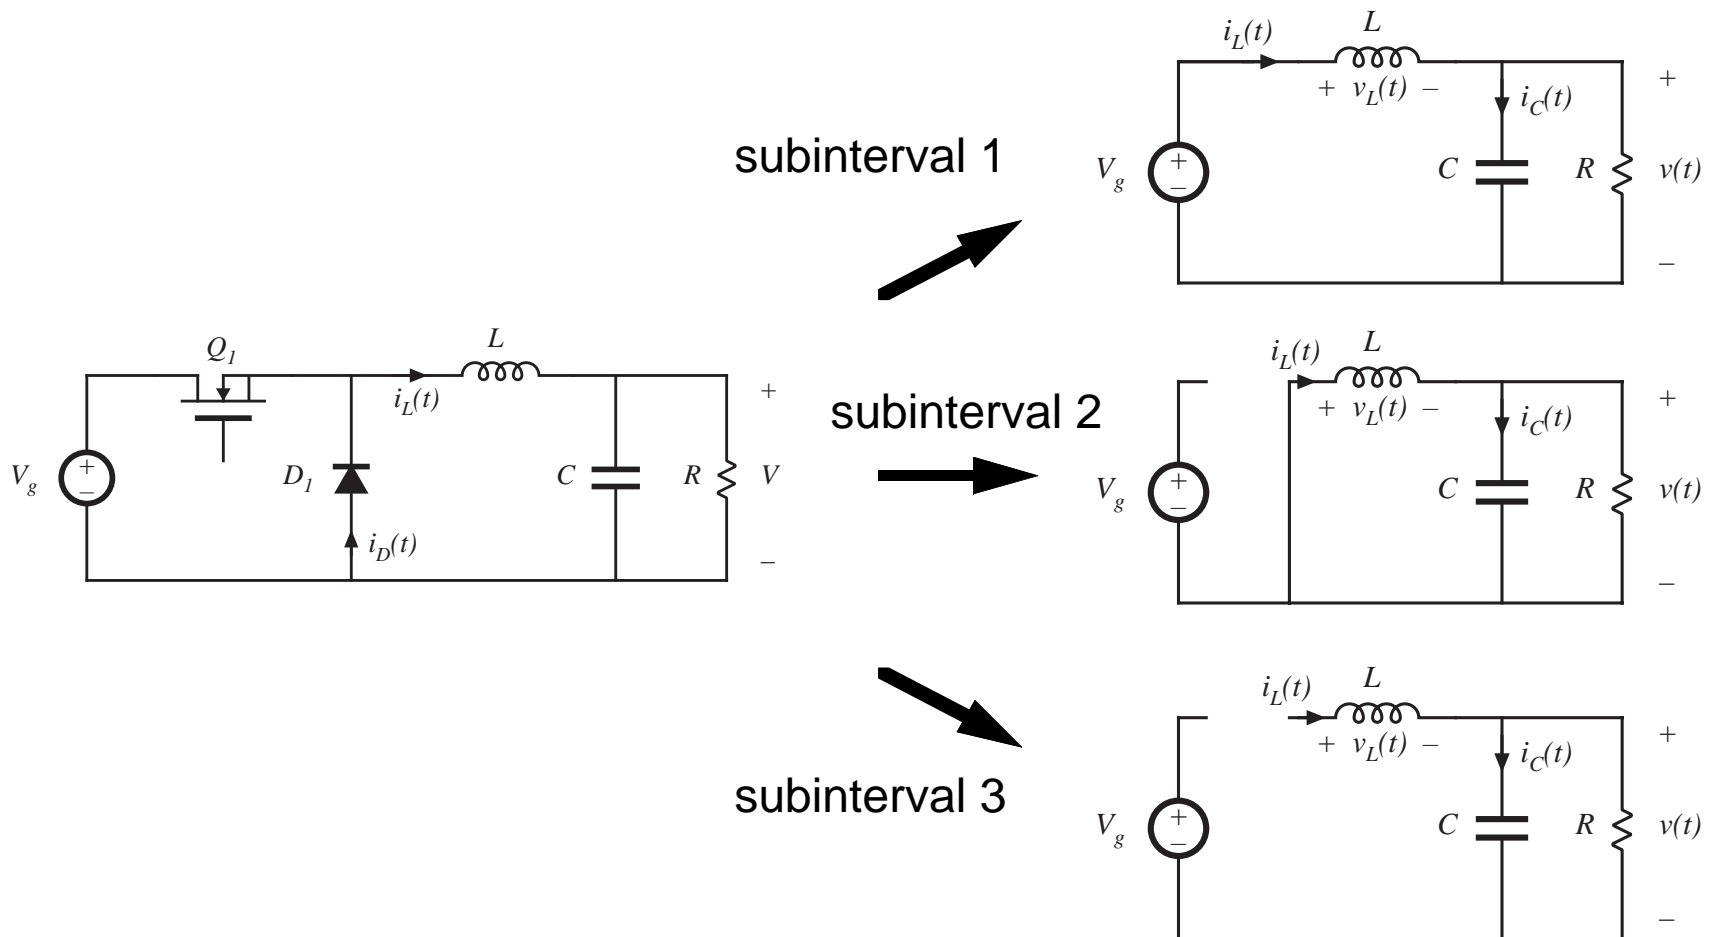 Q1
L
iL(t)
+
Vg
+
–
D1
C
R
V
iD(t)
–
subinterval 1
iL(t)
L
+ vL(t) –
iC(t)
+
Vg
+
–
C
R
v(t)
–
subinterval 2
iL(t)
L
+ vL(t) –
iC(t)
+
Vg
+
–
C
R
v(t)
–
subinterval 3
iL(t)
L
+ vL(t) –
iC(t)
+
Vg
+
–
C
R
v(t)
–